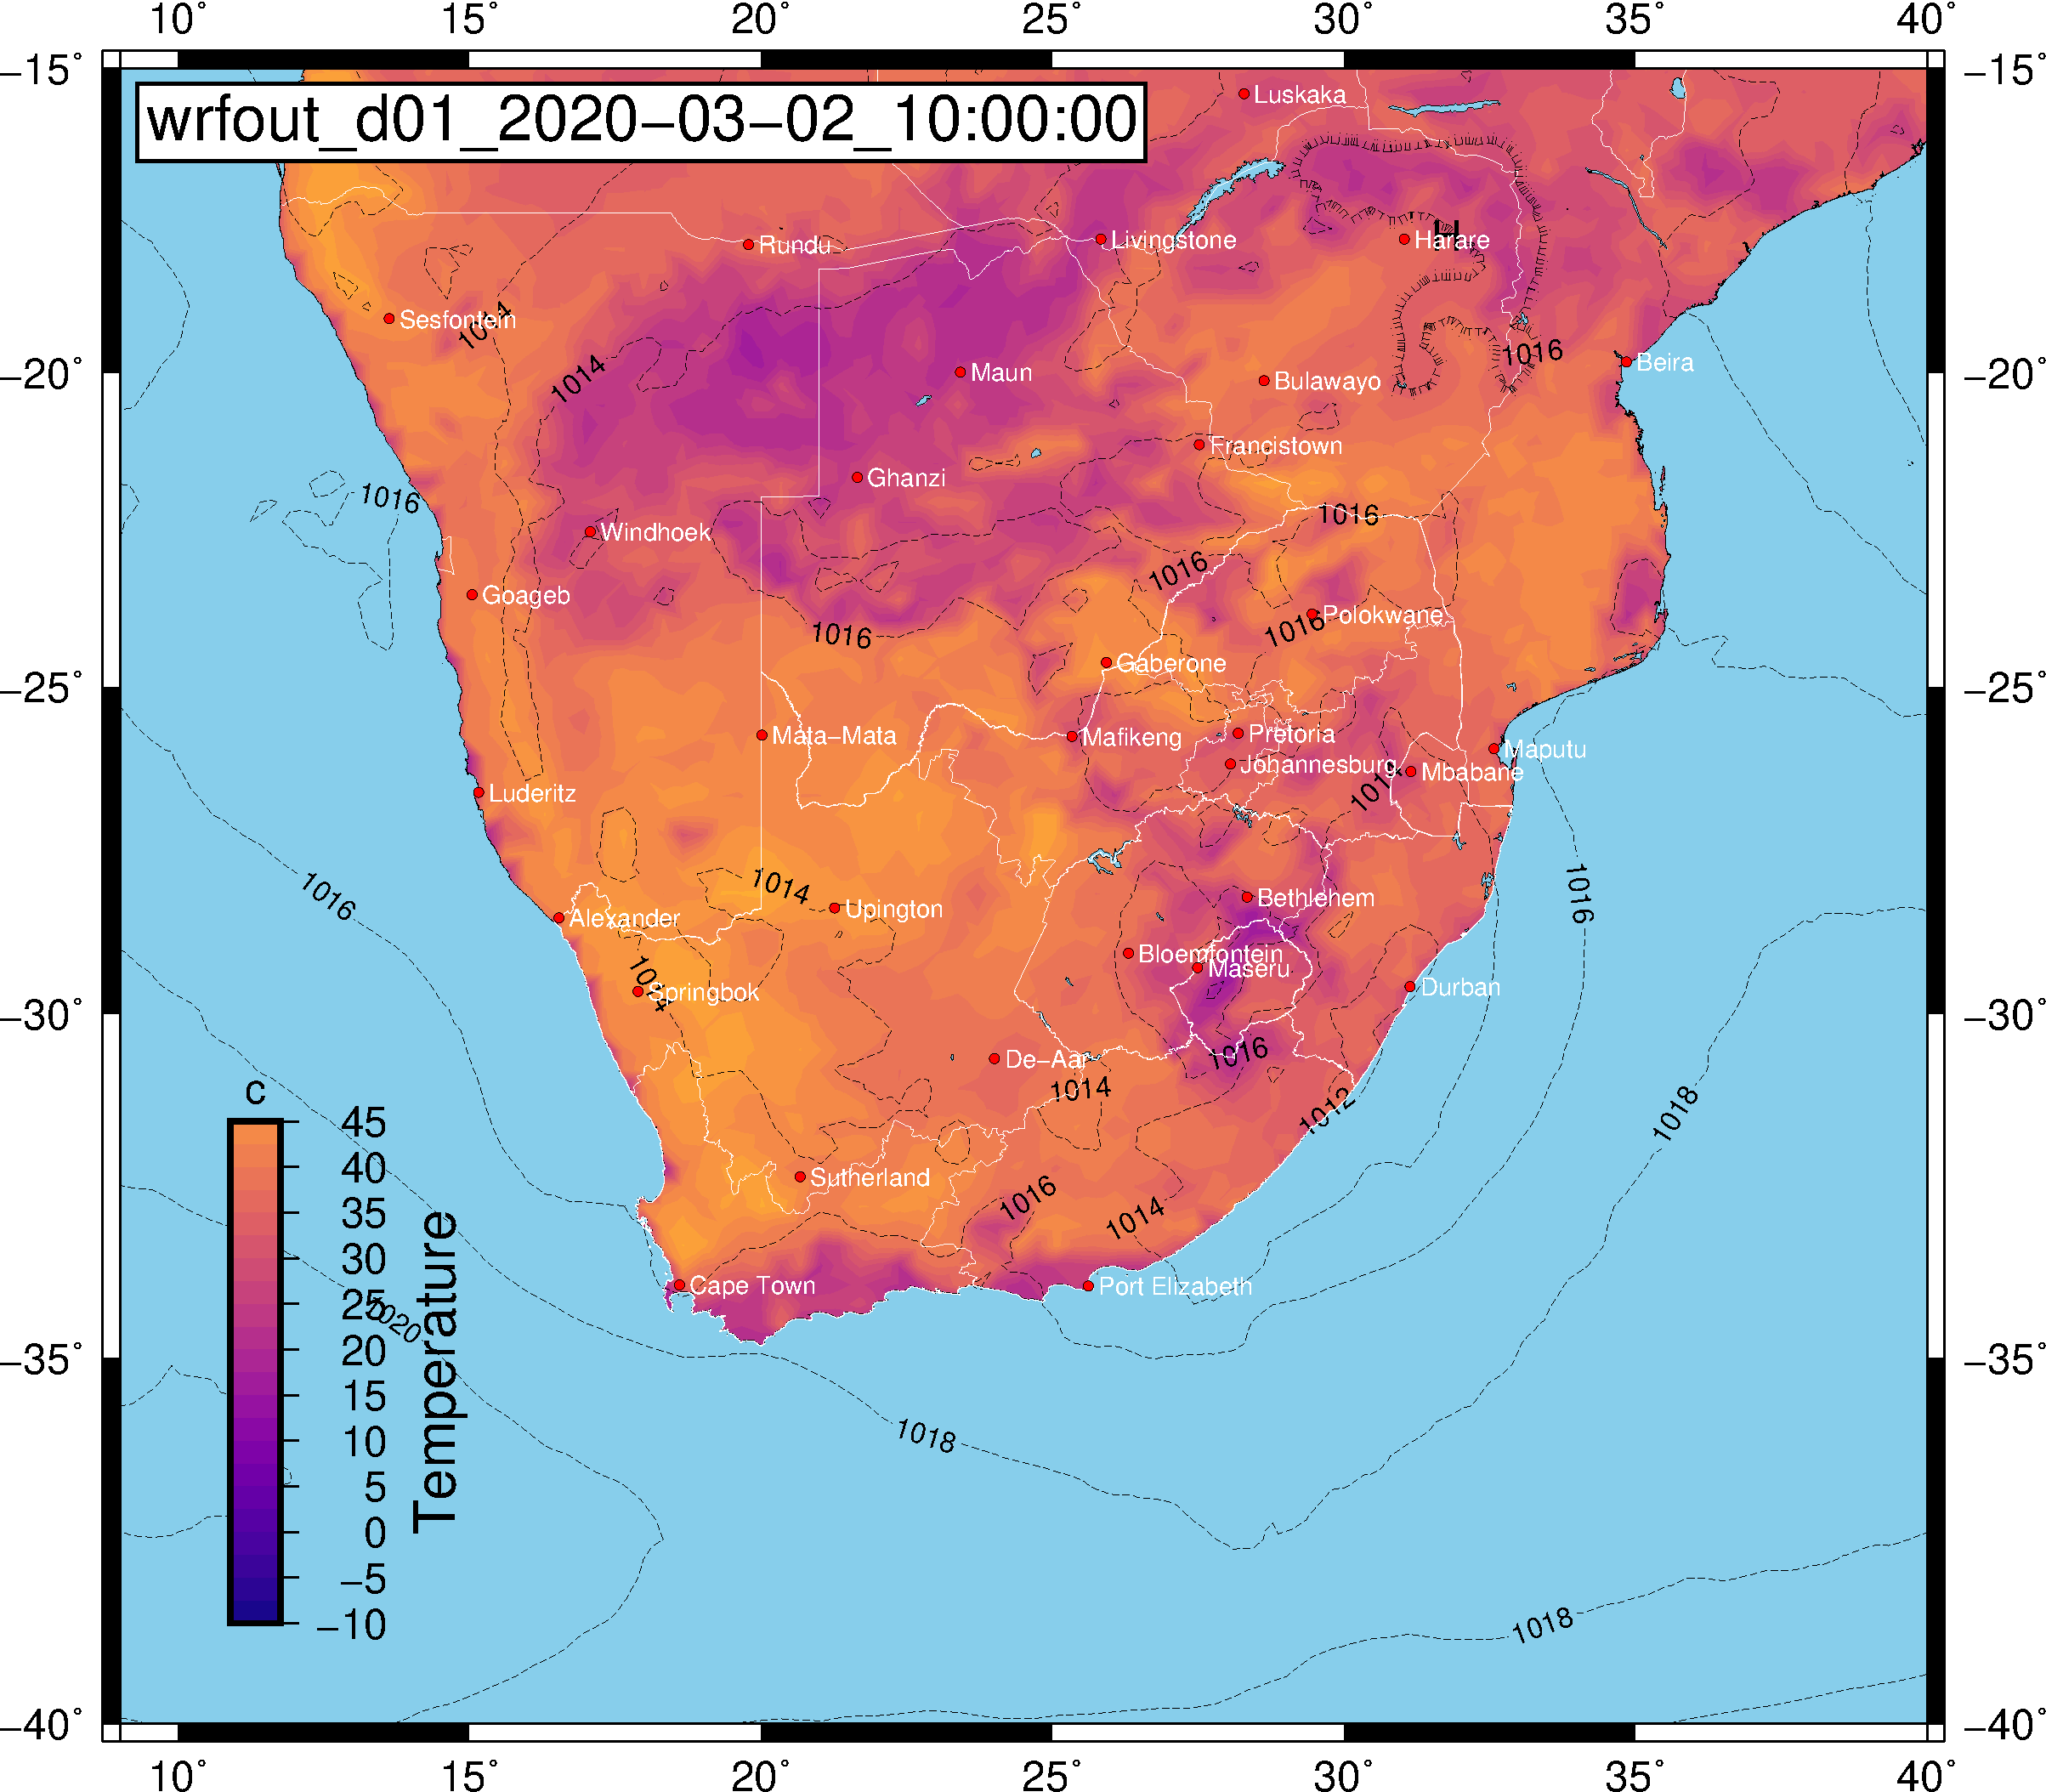 10° 15° 20° 25° 30° 35° 40°
−15° −15°
wrfout_d01_2020−03−02_10:00:00
Luskaka
Rundu
Livingstone
H
Harare
Sesfontein
1014
1014
1016
−20° −20°
Maun
Bulawayo
Beira
Francistown
Ghanzi
1016
1016
Windhoek
1016
Goageb
1016
1016
Polokwane
Gaberone
−25° −25°
Mata−Mata
Mafikeng
Pretoria
Johannesburg
Maputu
Mbabane
1014
Luderitz
1016
1014
1016
Bethlehem
Alexander
Upington
Bloemfontein
Maseru
1014
Springbok
Durban
−30° −30°
1016
De−Aar
1014
1012
1018
c
45
40
35
30
25
20
15
10
5
0
−5
−10
Temperature
Sutherland
1016
1014
Cape Town
Port Elizabeth
1020
−35° −35°
1018
1018
−40° −40°
10° 15° 20° 25° 30° 35° 40°